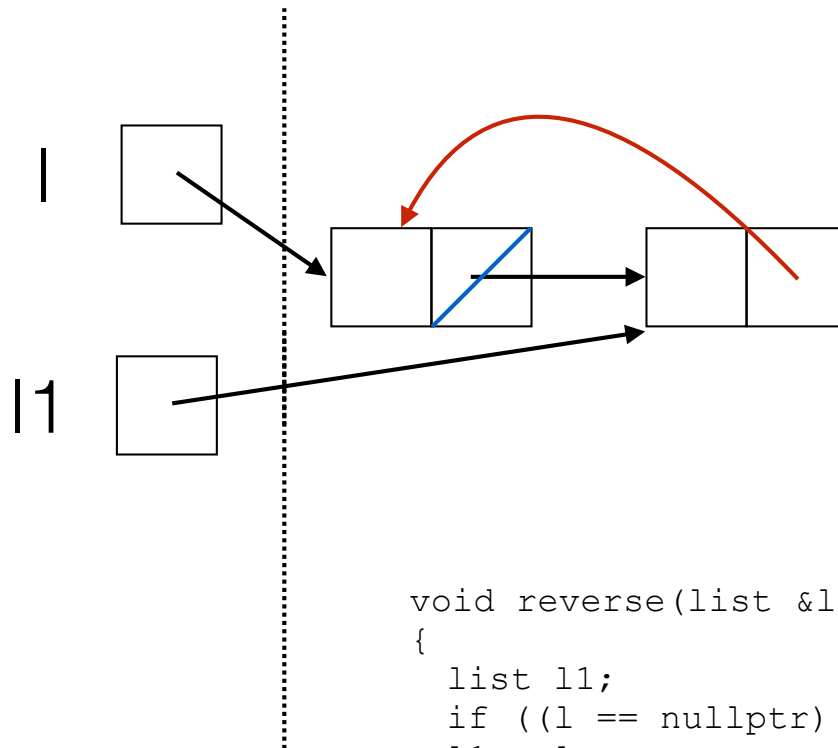 l
l1
void reverse(list &l
{
list l1;
if ((l == nullptr)